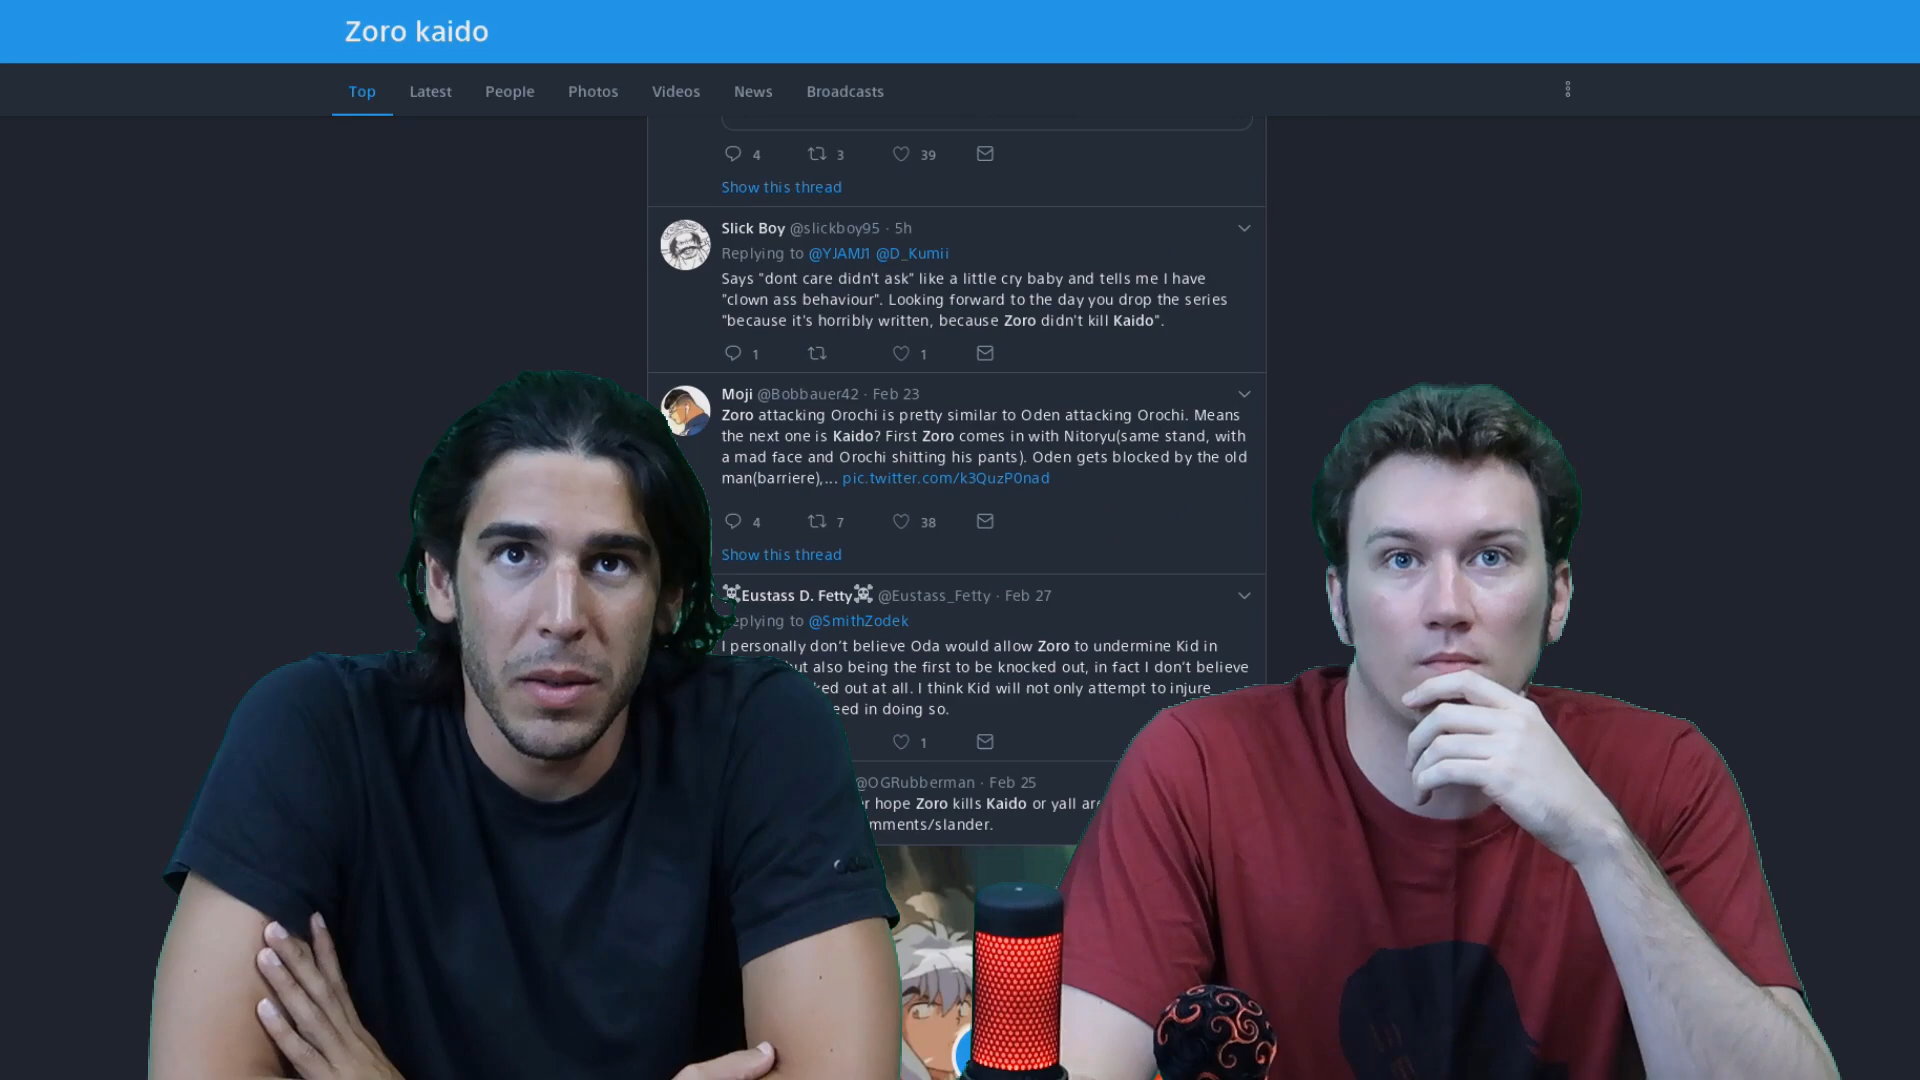 Zoro kaido
Top Latest People Photos Videos News Broadcasts
4 3 39
Show this thread
Slick Boy @slickboy95 · 5h
Replying to @YJAMJ1 @D_Kumii
Says "dont care didn't ask" like a little cry baby and tells me I have
"clown ass behaviour". Looking forward to the day you drop the series
"because it's horribly written, because Zoro didn't kill Kaido".
1 1
Moji @Bobbauer42 · Feb 23
Zoro attacking Orochi is pretty similar to Oden attacking Orochi. Means
the next one is Kaido? First Zoro comes in with Nitoryu(same stand, with
a mad face and Orochi shitting his pants). Oden gets blocked by the old
man(barriere),... pic.twitter.com/k3QuzP0nad
4 7 38
Show this thread
☠Eustass D. Fetty☠ @Eustass_Fetty · Feb 27
eplying to @SmithZodek
I personally don't believe Oda would allow Zoro to undermine Kid in
but also being the first to be knocked out, in fact I don't believe
ked out at all. I think Kid will not only attempt to injure
eed in doing so.
1
@OGRubberman · Feb 25
hope Zoro kills Kaido or yall
mments/slander.